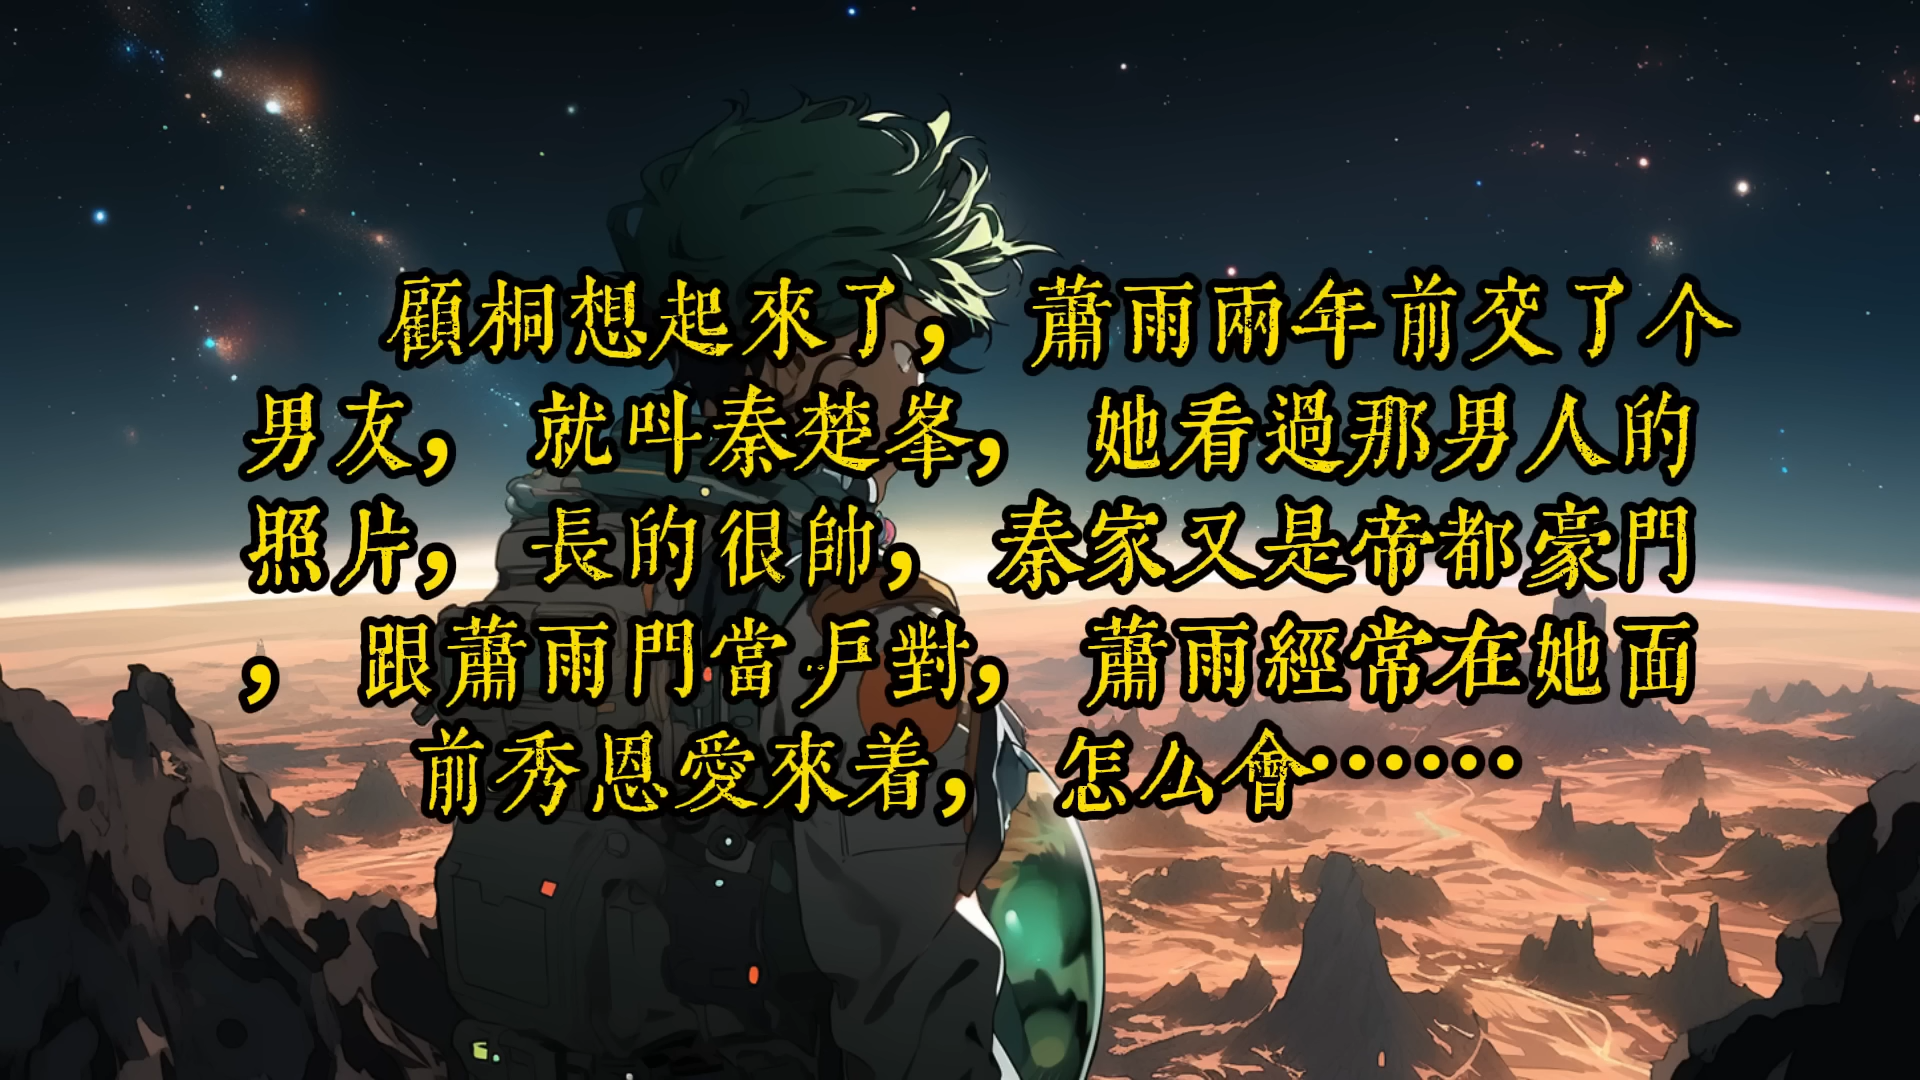 顧桐想起來了，蕭雨兩年前交了个
男友，就叫秦楚峯，她看過那男人的
照片，長的很帥，秦家又是帝都豪門
，跟蕭雨門當戶對，蕭雨經常在她面
前秀恩愛來着，怎么會……